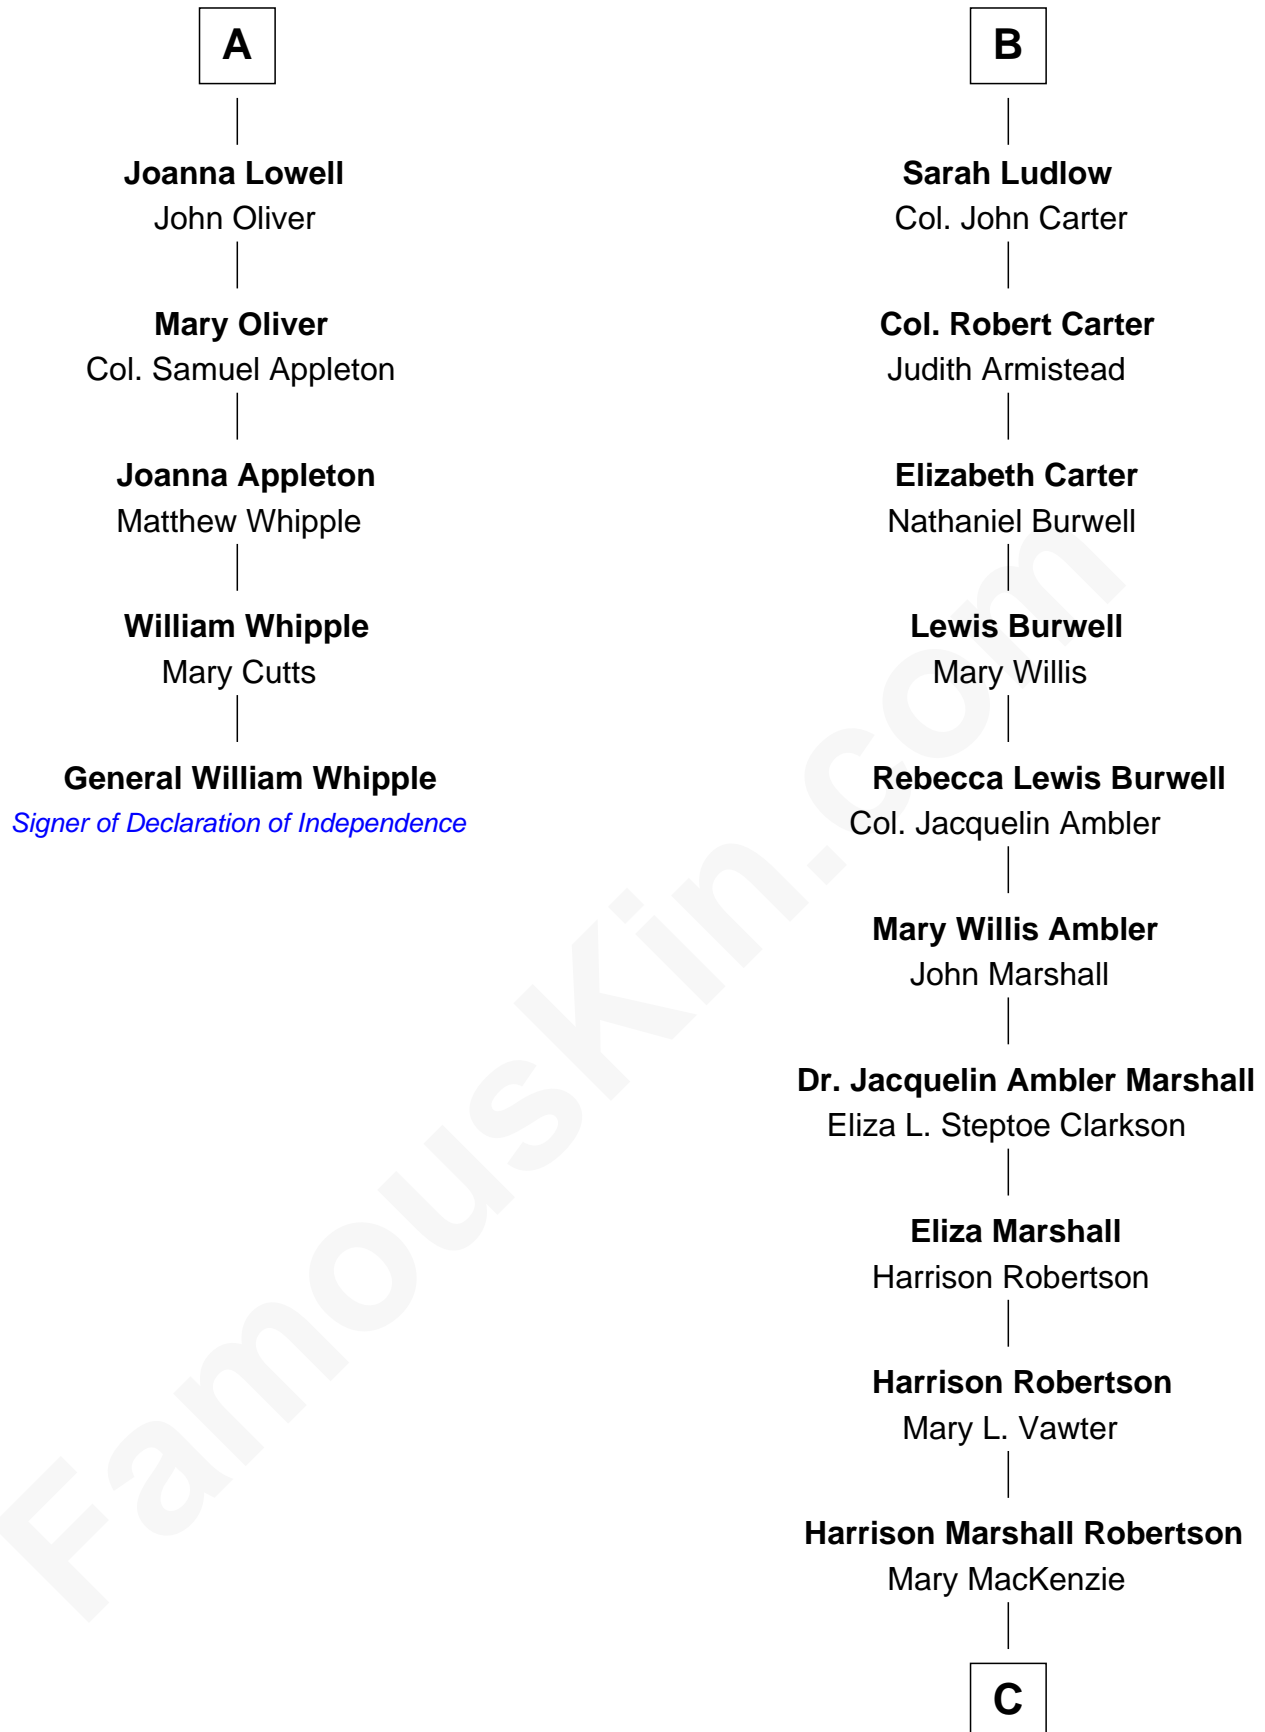 A
Joanna Lowell
John Oliver
Mary Oliver
Col. Samuel Appleton
Joanna Appleton
Matthew Whipple
William Whipple
Mary Cutts
General William Whipple
Signer of Declaration of Independence
B
Sarah Ludlow
Col. John Carter
Col. Robert Carter
Judith Armistead
Elizabeth Carter
Nathaniel Burwell
Lewis Burwell
Mary Willis
Rebecca Lewis Burwell
Col. Jacquelin Ambler
Mary Willis Ambler
John Marshall
Dr. Jacquelin Ambler Marshall
Eliza L. Steptoe Clarkson
Eliza Marshall
Harrison Robertson
Harrison Robertson
Mary L. Vawter
Harrison Marshall Robertson
Mary MacKenzie
C
FamousKin.com